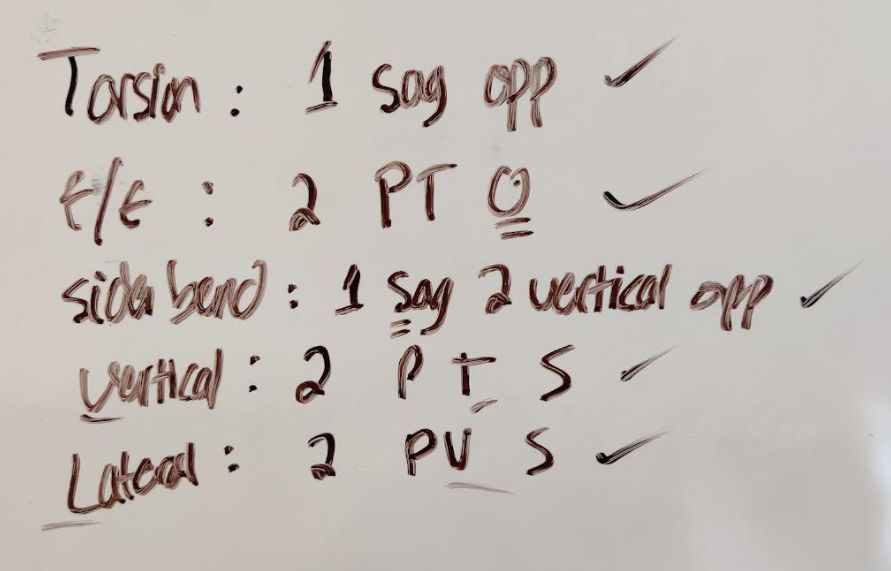 Torsion : 1 Sag opp ✓
F/E : 2 PT O ✓
side bend : 1 Sag 2 vertical opp ✓
vertical : 2 P T S ✓
Lateral : 2 PV S ✓